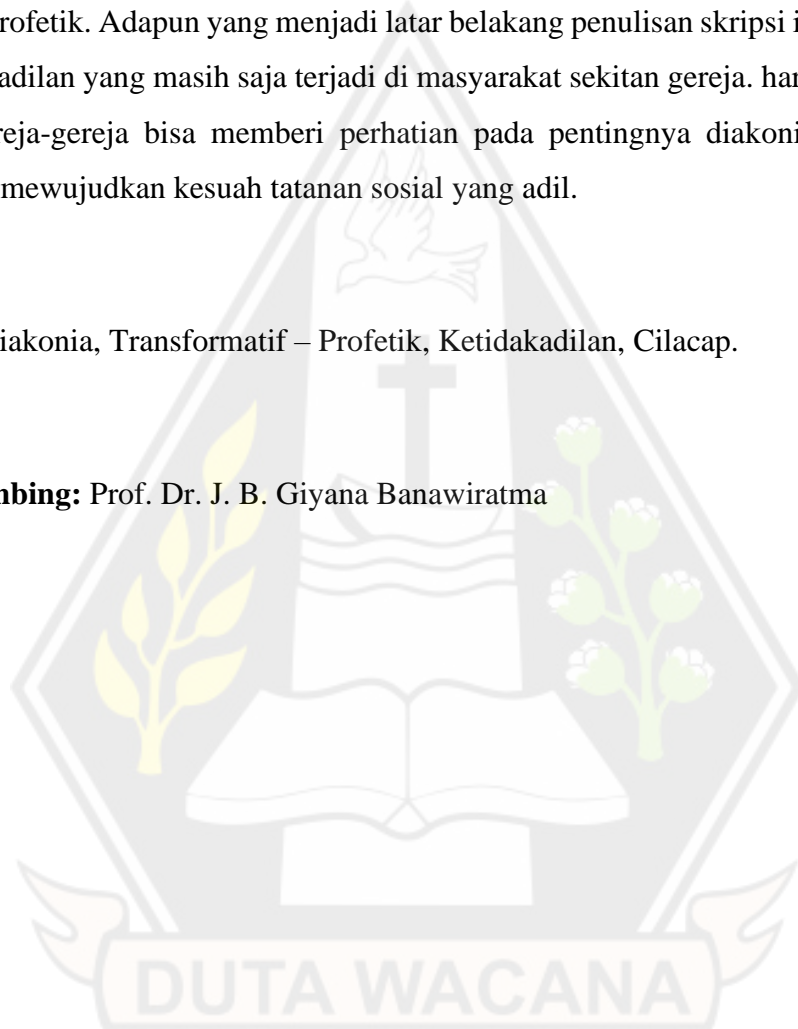 rofetik. Adapun yang menjadi latar belakang penulisan skripsi i
adilan yang masih saja terjadi di masyarakat sekitan gereja. har
reja-gereja bisa memberi perhatian pada pentingnya diakoni
mewujudkan kesuah tatanan sosial yang adil.
iakonia, Transformatif – Profetik, Ketidakadilan, Cilacap.
nbing: Prof. Dr. J. B. Giyana Banawiratma
DUTA WACANA